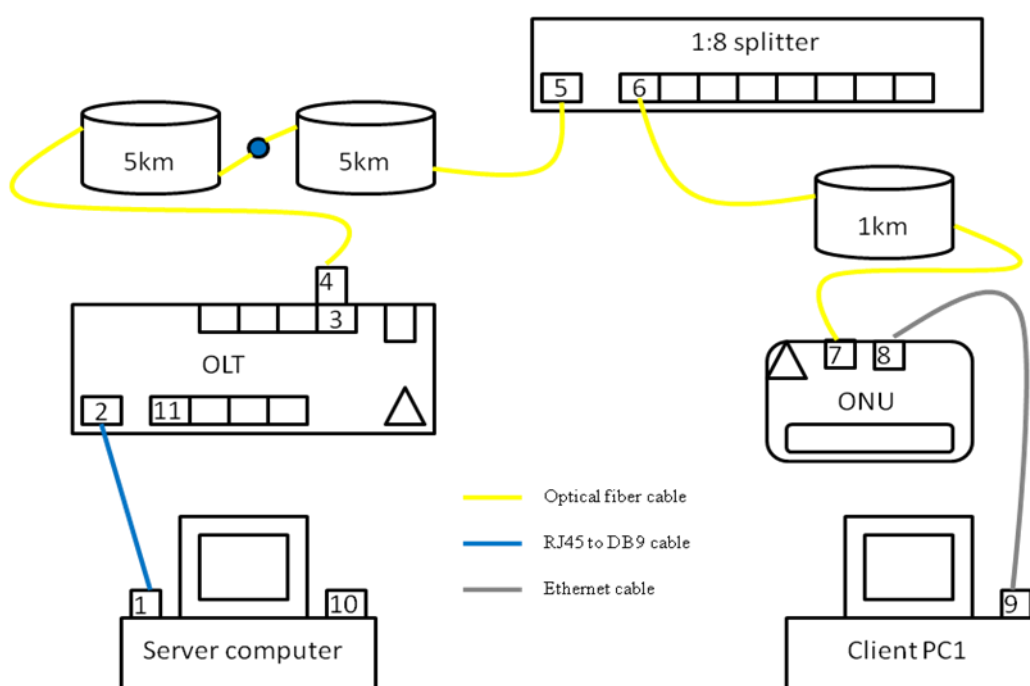 1:8 splitter
5
6
5km
5km
1km
4
3
OLT
2
11
7
8
ONU
Optical fiber cable
RJ45 to DB9 cable
Ethernet cable
1
10
Server computer
9
Client PC1